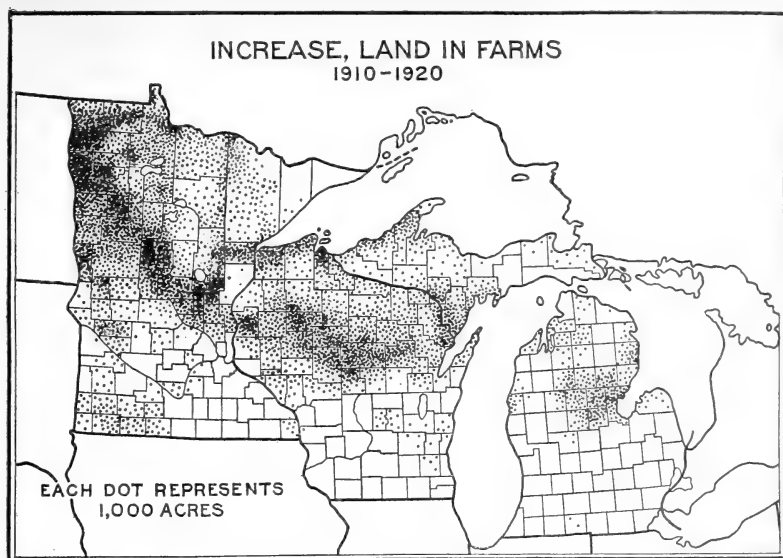 INCREASE, LAND IN FARMS
1910-1920
EACH DOT REPRESENTS
1,000 ACRES